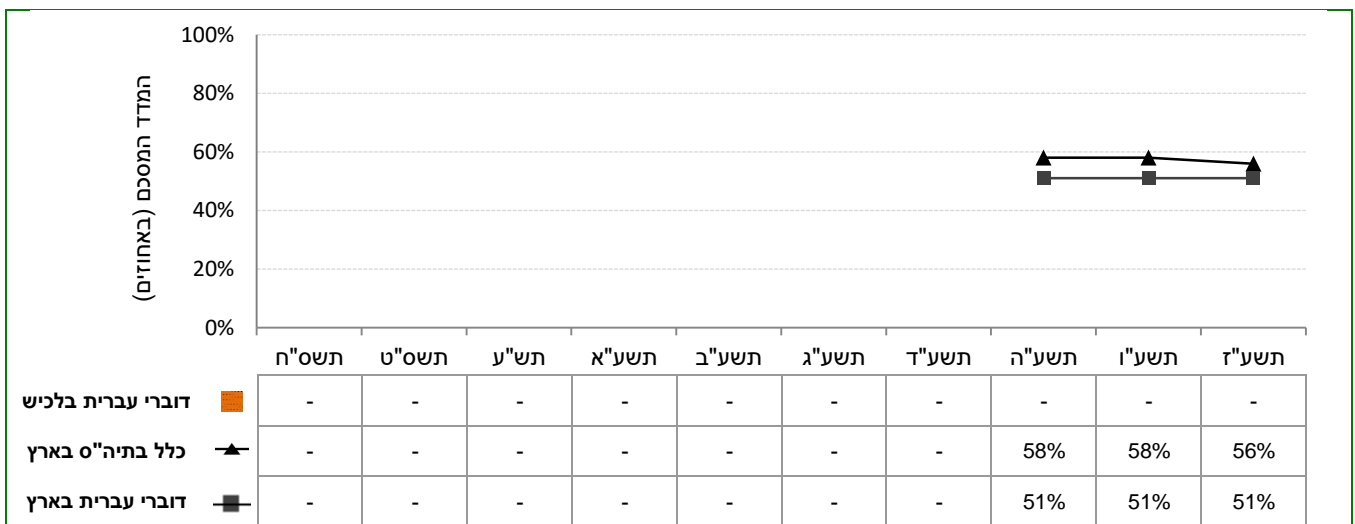 המדד המסכם (באחוזים)
100%
80%
60%
40%
20%
0%
תשס"ח תשס"ט תש"ע תשע"א תשע"ב תשע"ג תשע"ד תשע"ה תשע"ו תשע"ז
דוברי עברית בלכיש - - - - - - - - - -
כלל בתיה"ס בארץ - - - - - - - 58% 58% 56%
דוברי עברית בארץ - - - - - - - 51% 51% 51%